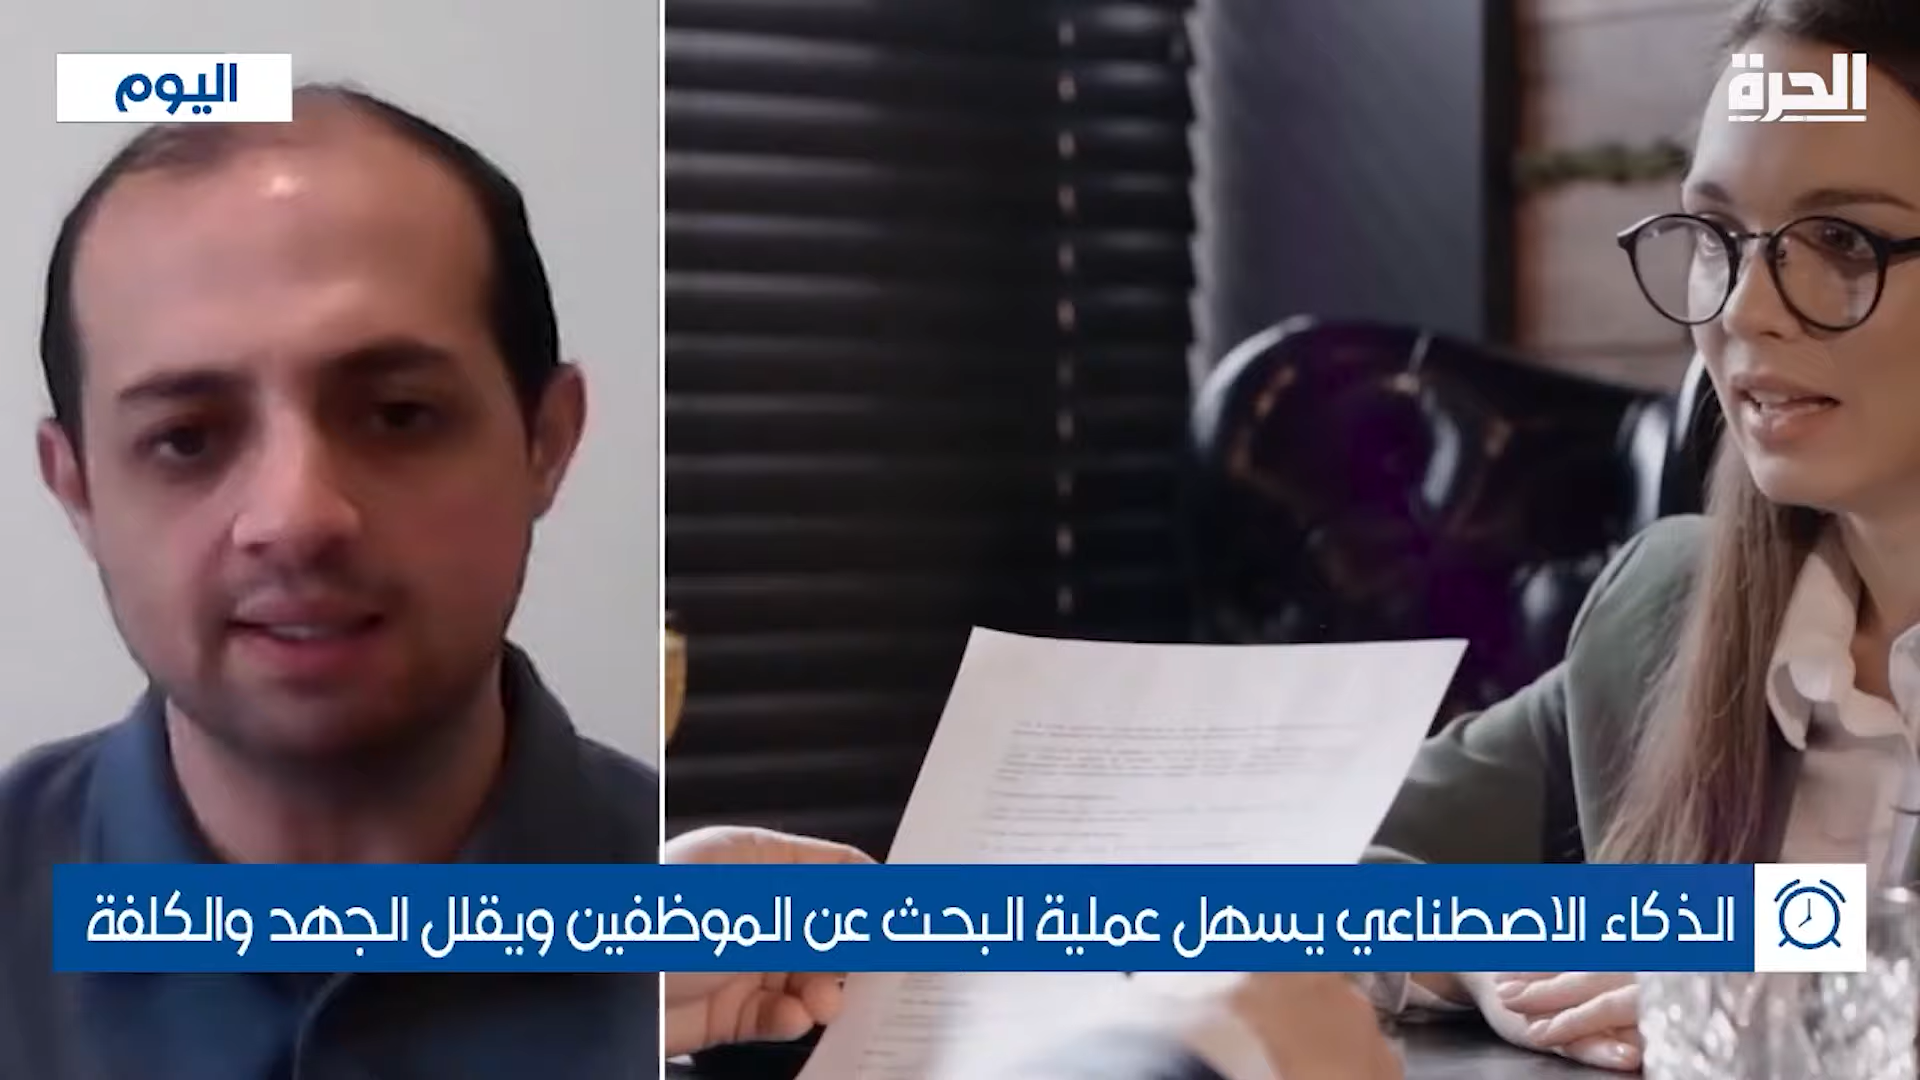 اليوم
الحرة
الذكاء الاصطناعي يسهل عملية البحث عن الموظفين ويقلل الجهد والكلفة